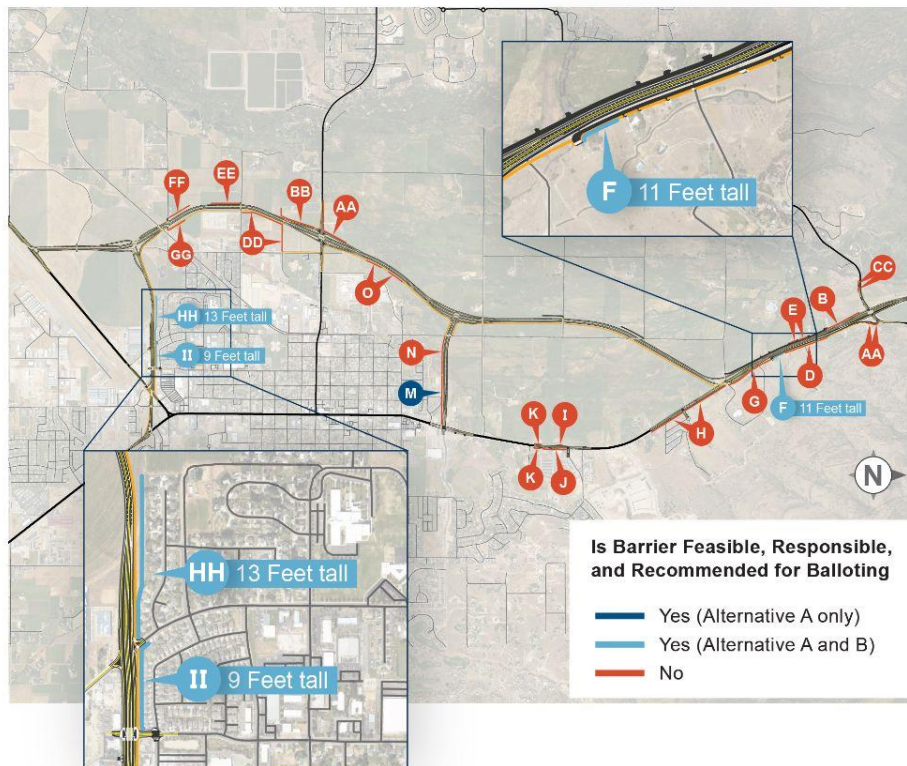 F 11 Feet tall
EE
FF
BB
AA
GG
DD
O
CC
B
E
AA
D
G
F 11 Feet tall
HH 13 Feet tall
II 9 Feet tall
N
M
H
K
I
K
J
N
HH 13 Feet tall
II 9 Feet tall
Is Barrier Feasible, Responsible,
and Recommended for Balloting
Yes (Alternative A only)
Yes (Alternative A and B)
No